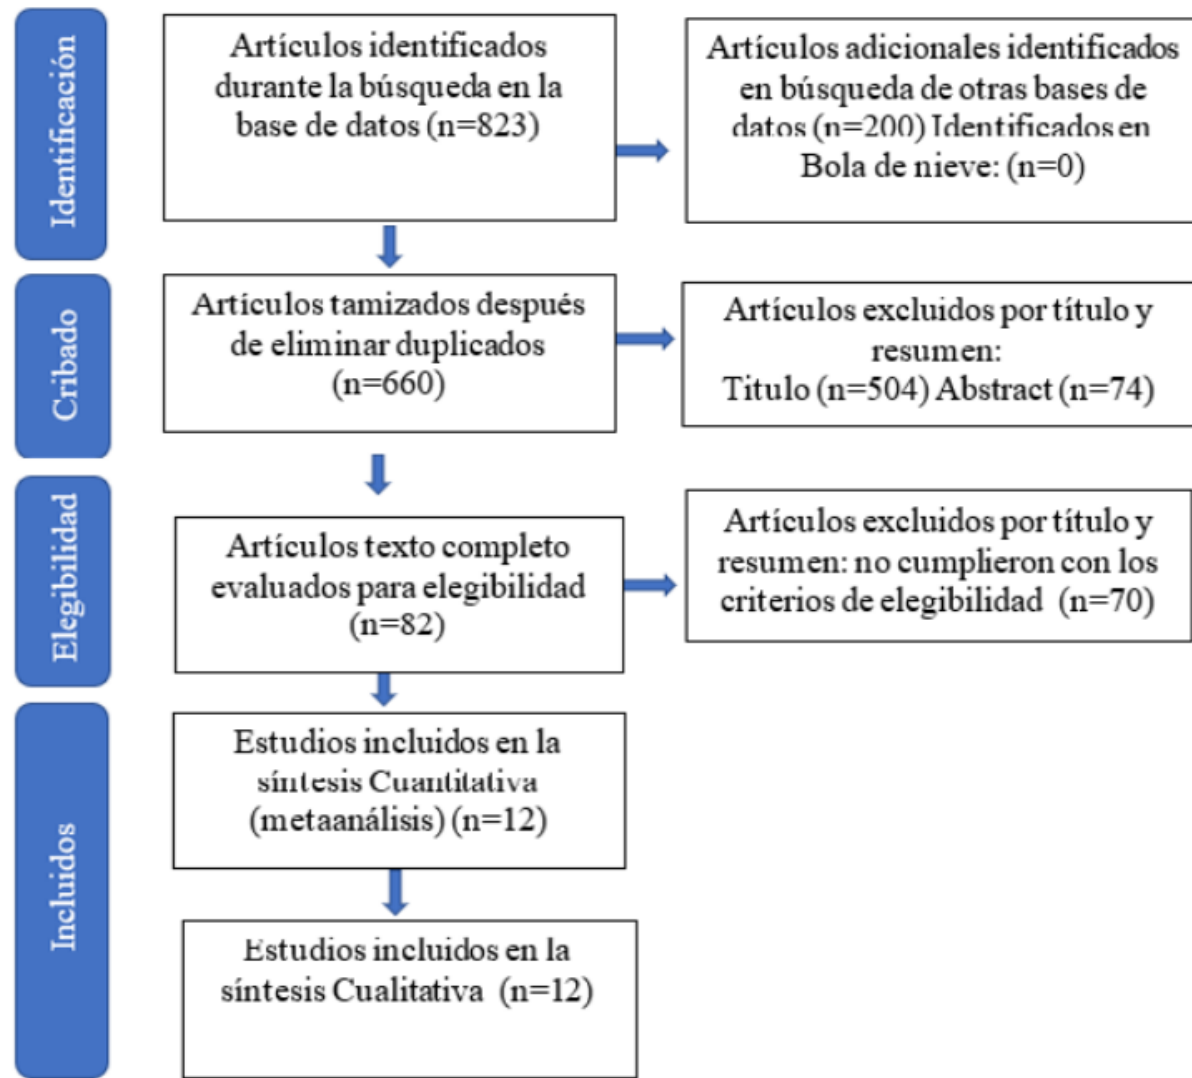 Identificación
Artículos identificados
durante la búsqueda en la
base de datos (n=823)
Artículos adicionales identificados
en búsqueda de otras bases de
datos (n=200) Identificados en
Bola de nieve: (n=0)
Cribado
Artículos tamizados después
de eliminar duplicados
(n=660)
Artículos excluidos por título y
resumen:
Titulo (n=504) Abstract (n=74)
Elegibilidad
Artículos texto completo
evaluados para elegibilidad
(n=82)
Artículos excluidos por título y
resumen: no cumplieron con los
criterios de elegibilidad (n=70)
Incluidos
Estudios incluidos en la
síntesis Cuantitativa
(metaanálisis) (n=12)
Estudios incluidos en la
síntesis Cualitativa (n=12)